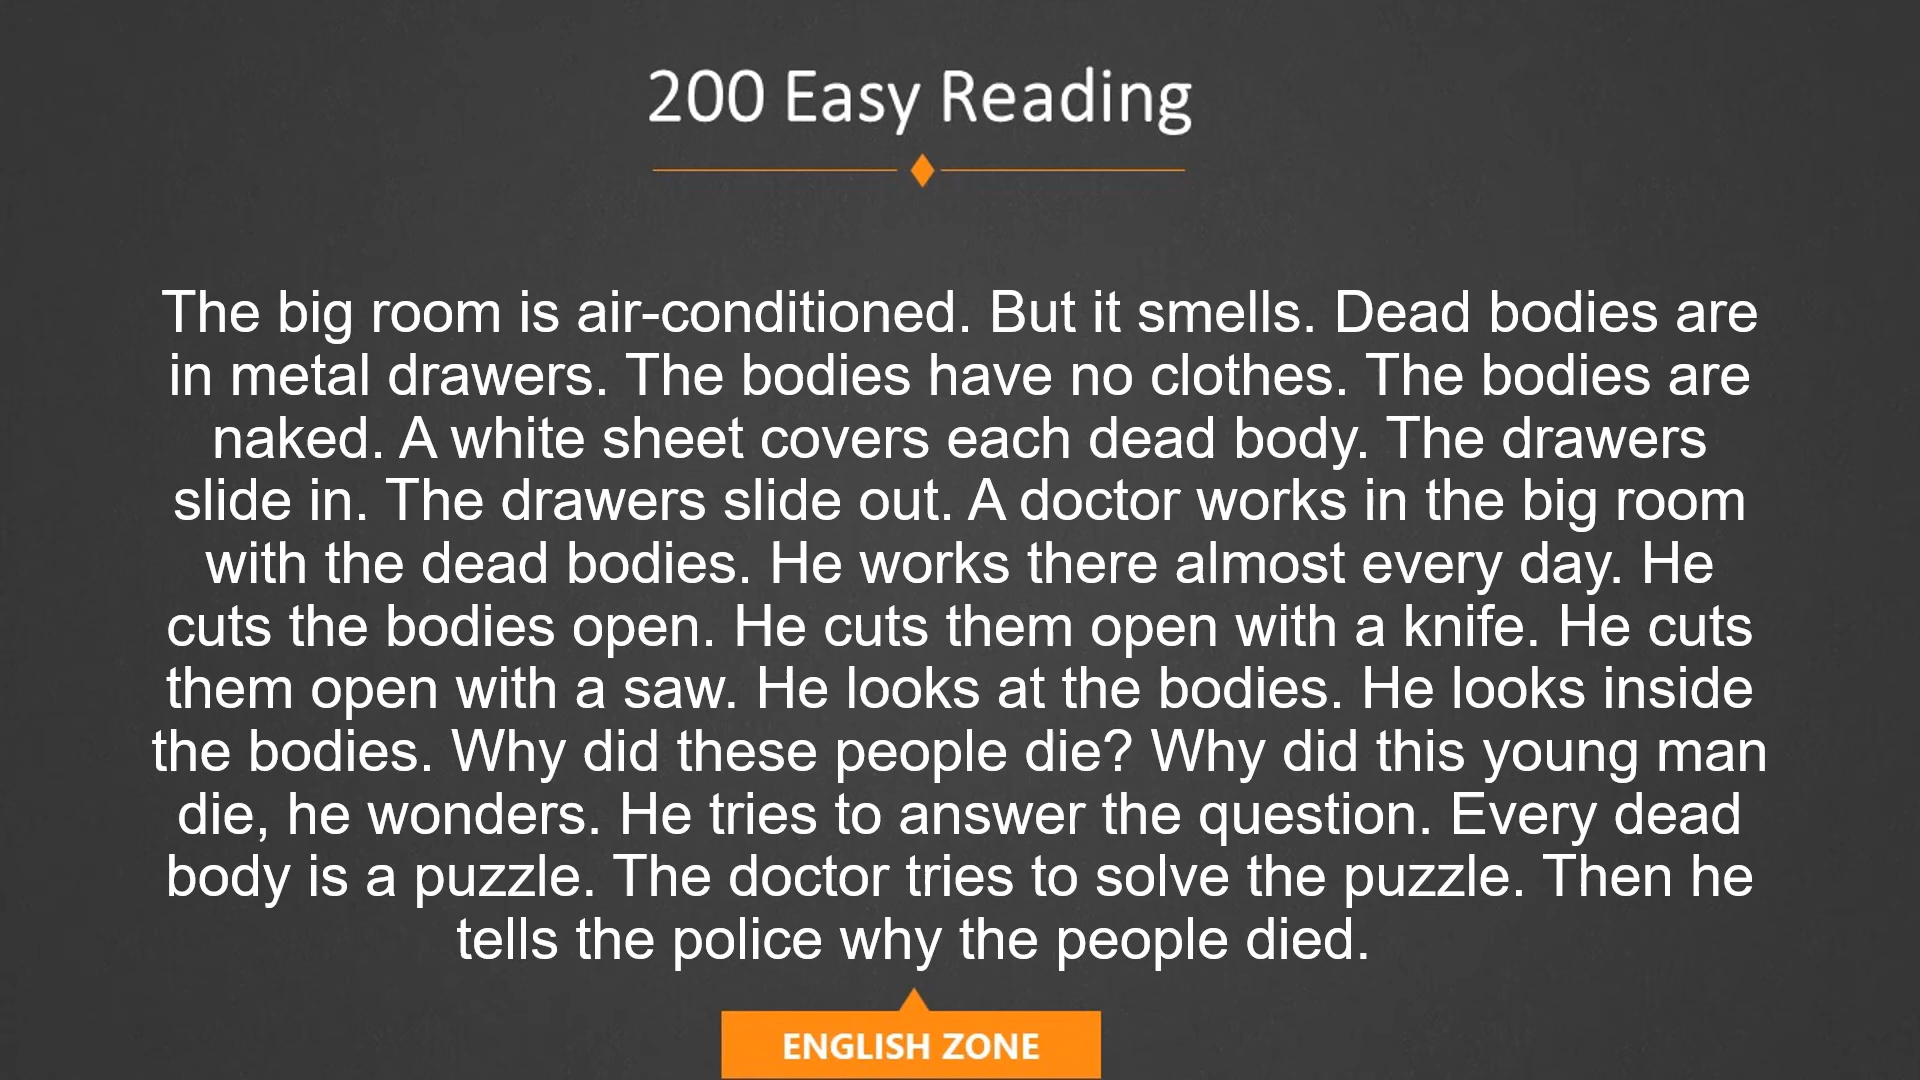 200 Easy Reading
The big room is air-conditioned. But it smells. Dead bodies are
in metal drawers. The bodies have no clothes. The bodies are
naked. A white sheet covers each dead body. The drawers
slide in. The drawers slide out. A doctor works in the big room
with the dead bodies. He works there almost every day. He
cuts the bodies open. He cuts them open with a knife. He cuts
them open with a saw. He looks at the bodies. He looks inside
the bodies. Why did these people die? Why did this young man
die, he wonders. He tries to answer the question. Every dead
body is a puzzle. The doctor tries to solve the puzzle. Then he
tells the police why the people died.
ENGLISH ZONE